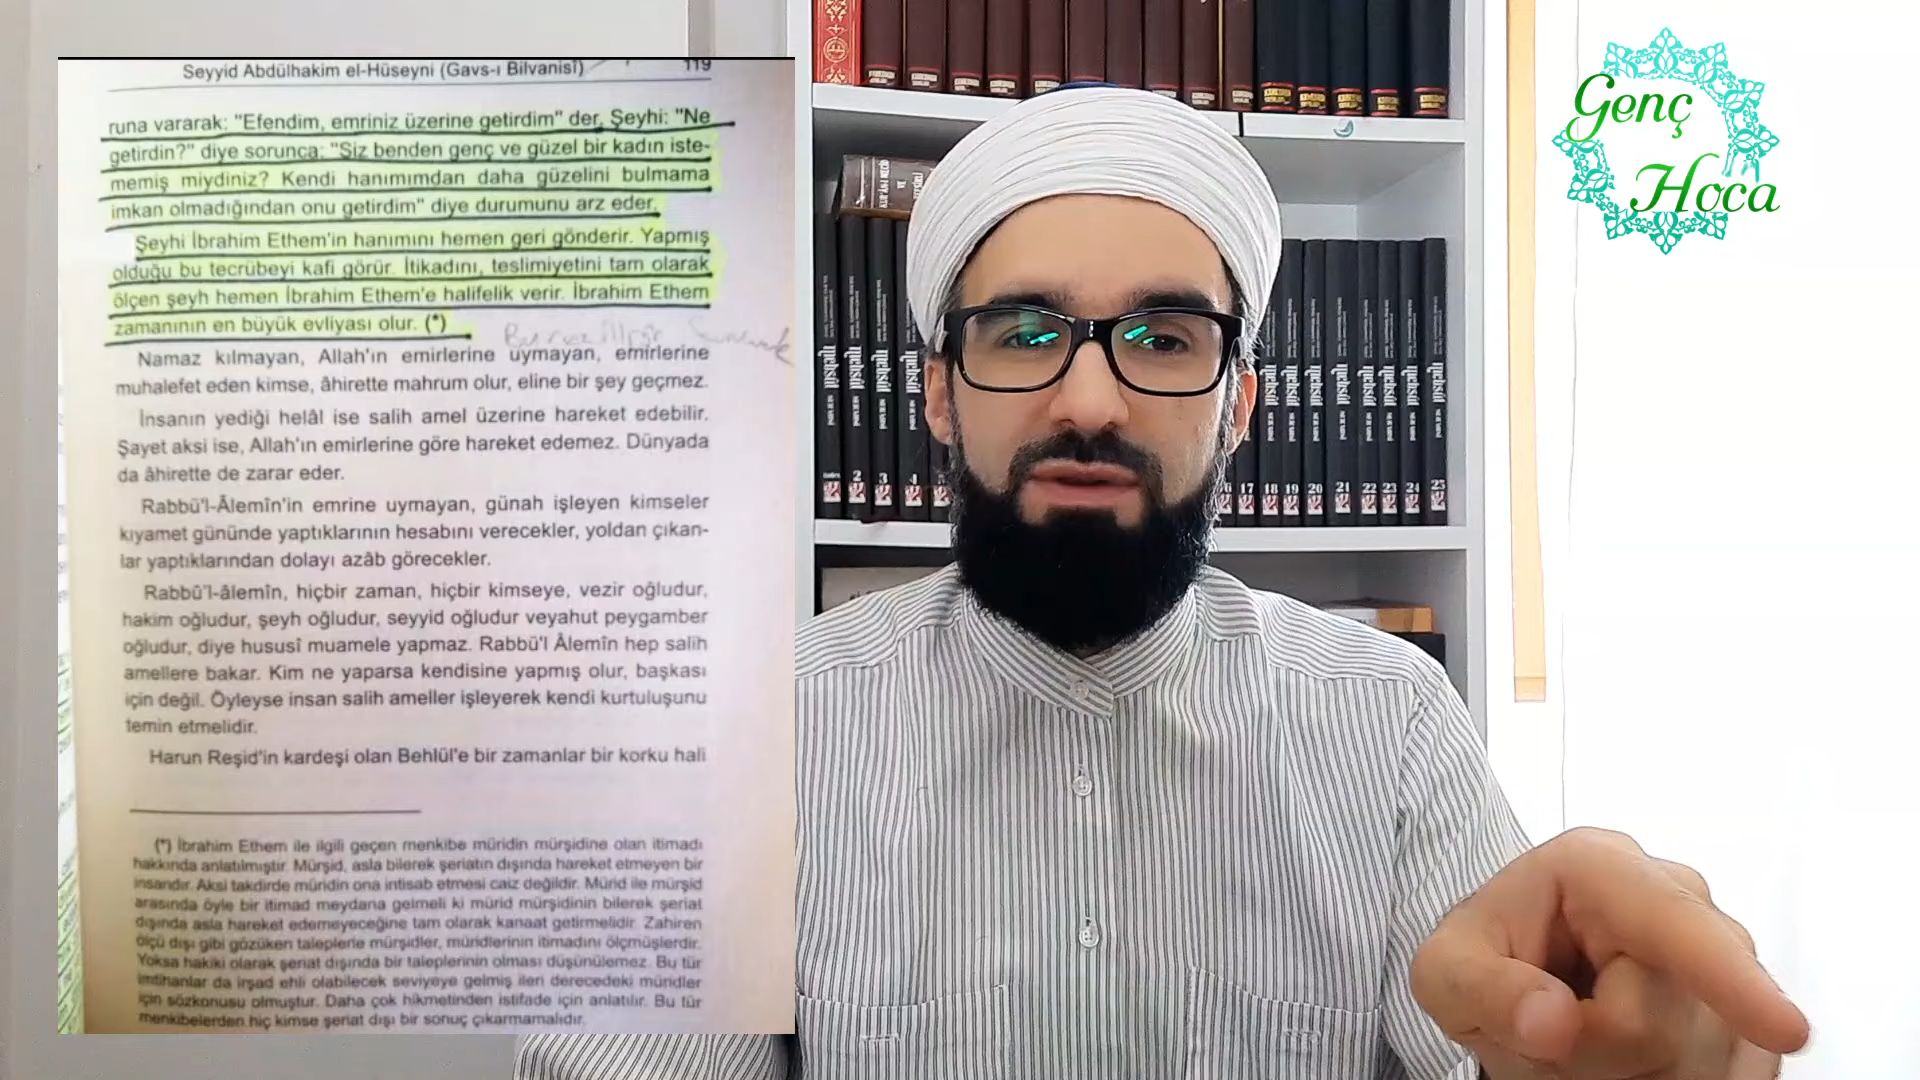 Seyyid Abdülhakim el-Hüseyni (Gavs-ı Bilvanisî) 119
runa vararak: "Efendim, emriniz üzerine getirdim" der. Şeyhi: "Ne
getirdin?" diye sorunca: "Siz benden genç ve güzel bir kadın iste-
memiş miydiniz? Kendi hanımımdan daha güzelini bulmama
imkan olmadığından onu getirdim" diye durumunu arz eder.
Şeyhi İbrahim Ethem'in hanımını hemen geri gönderir. Yapmış
olduğu bu tecrübeyi kafi görür. İtikadını, teslimiyetini tam olarak
ölçen şeyh hemen İbrahim Ethem'e halifelik verir. İbrahim Ethem
zamanının en büyük evliyası olur. (*)
Namaz kılmayan, Allah'ın emirlerine uymayan, emirlerine
muhalefet eden kimse, âhirette mahrum olur, eline bir şey geçmez.
İnsanın yediği helâl ise salih amel üzerine hareket edebilir.
Şayet aksi ise, Allah'ın emirlerine göre hareket edemez. Dünyada
da âhirette de zarar eder.
Rabbü'l-Âlemîn'in emrine uymayan, günah işleyen kimseler
kıyamet gününde yaptıklarının hesabını verecekler, yoldan çıkan-
lar yaptıklarından dolayı azâb görecekler.
Rabbü'l-âlemîn, hiçbir zaman, hiçbir kimseye, vezir oğludur,
hakim oğludur, şeyh oğludur, seyyid oğludur veyahut peygamber
oğludur, diye hususî muamele yapmaz. Rabbü'l Âlemîn hep salih
amellere bakar. Kim ne yaparsa kendisine yapmış olur, başkası
için değil. Öyleyse insan salih ameller işleyerek kendi kurtuluşunu
temin etmelidir.
Harun Reşid'in kardeşi olan Behlül'e bir zamanlar bir korku hali
(*) İbrahim Ethem ile ilgili geçen menkibe müridin mürşidine olan itimadı
hakkında anlatılmıştır. Mürşid, asla bilerek şeriatın dışında hareket etmeyen bir
insandır. Aksi takdirde müridin ona intisab etmesi caiz değildir. Mürid ile mürşid
arasında öyle bir itimad meydana gelmeli ki mürid mürşidinin bilerek şeriat
dışında asla hareket edemeyeceğine tam olarak kanaat getirmelidir. Zahiren
ölçü dışı gibi gözüken taleplerle mürşidler, müridlerinin itimadını ölçmüşlerdir.
Yoksa hakiki olarak şeriat dışında bir taleplerinin olması düşünülemez. Bu tür
imtihanlar da irşad ehli olabilecek seviyeye gelmiş ileri derecedeki müridler
için sözkonusu olmuştur. Daha çok hikmetinden istifade için anlatılır. Bu tür
menkibelerden hiç kimse şeriat dışı bir sonuç çıkarmamalıdır.
Genç
Hoca
2
3
4
17
18
19
20
21
22
23
24
25